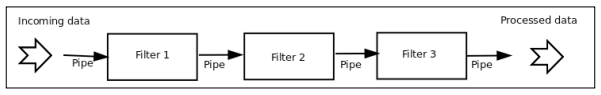 Incoming data
Processed data
Filter 1
Filter 2
Filter 3
Pipe
Pipe
Pipe
Pipe